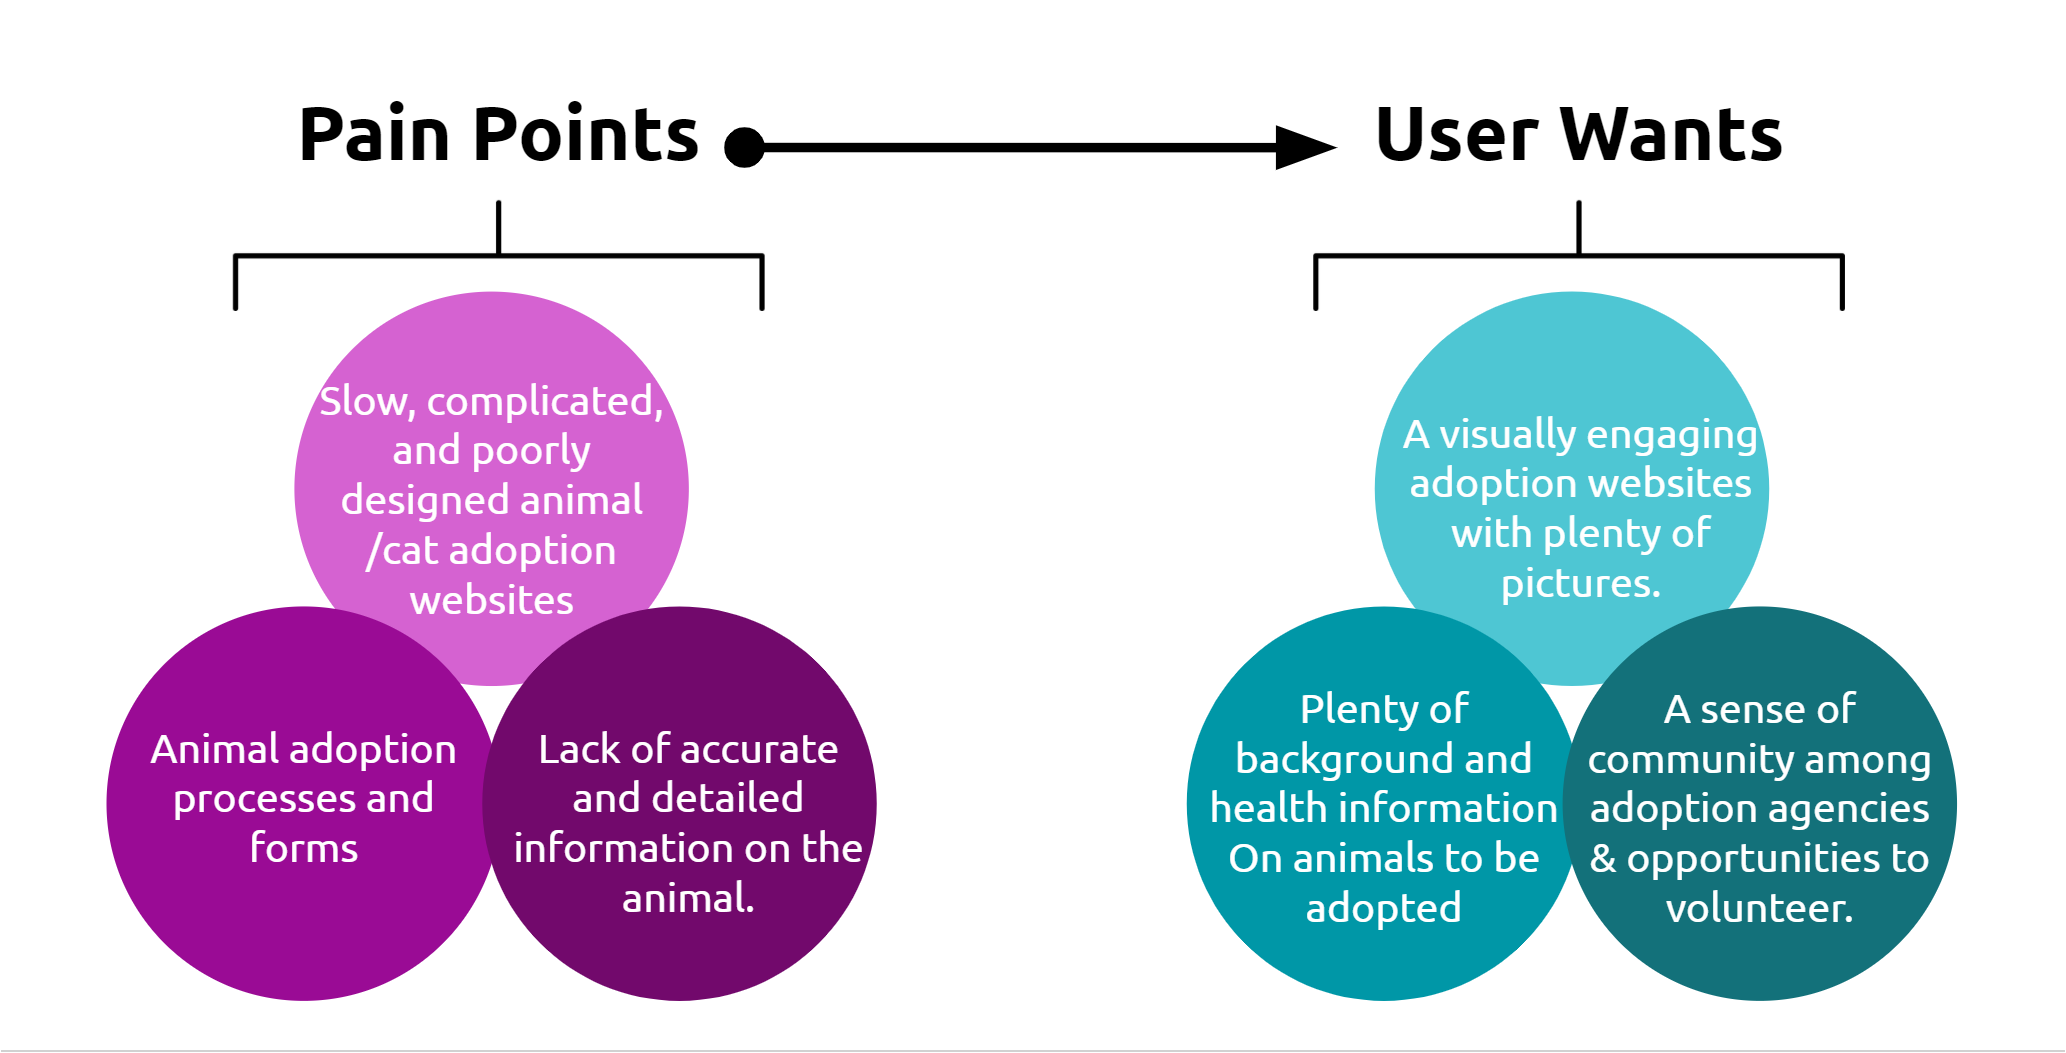 Pain Points
User Wants
Slow, complicated,
and poorly
designed animal
/cat adoption
websites
Animal adoption
processes and
forms
Lack of accurate
and detailed
information on the
animal.
A visually engaging
adoption websites
with plenty of
pictures.
Plenty of
background and
health information
On animals to be
adopted
A sense of
community among
adoption agencies
& opportunities to
volunteer.